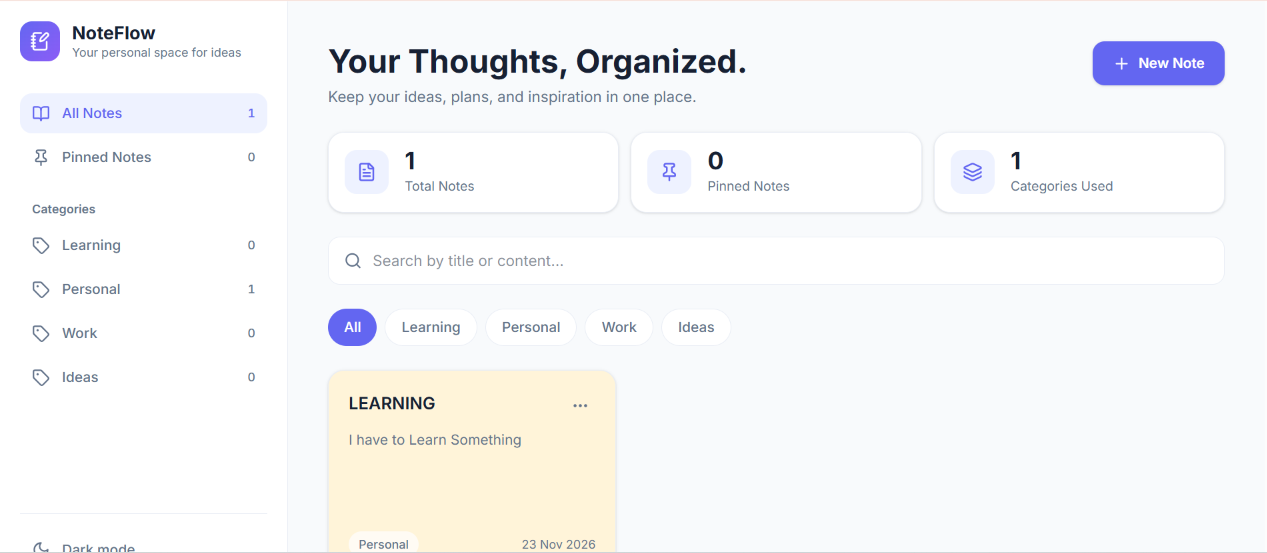 NoteFlow
Your personal space for ideas
All Notes 1
Pinned Notes 0
Categories
Learning 0
Personal 1
Work 0
Ideas 0
Dark mode
Your Thoughts, Organized.
Keep your ideas, plans, and inspiration in one place.
New Note
1
Total Notes
0
Pinned Notes
1
Categories Used
Search by title or content...
All Learning Personal Work Ideas
LEARNING
I have to Learn Something
Personal 23 Nov 2026